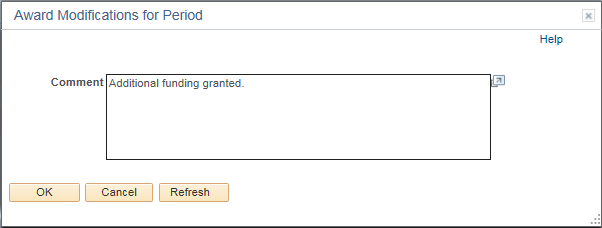 Award Modifications for Period
Help
Comment Additional funding granted.
OK Cancel Refresh